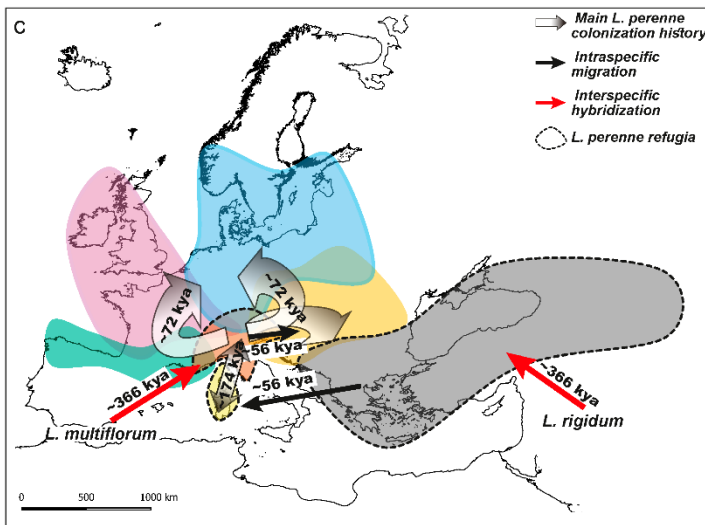 C
Main L. perenne
colonization history
Intraspecific
migration
Interspecific
hybridization
L. perenne refugia
~72 kya
~72 kya
~56 kya
~174 kya
~56 kya
~366 kya
~366 kya
L. multiflorum
L. rigidum
0 500 1000 km